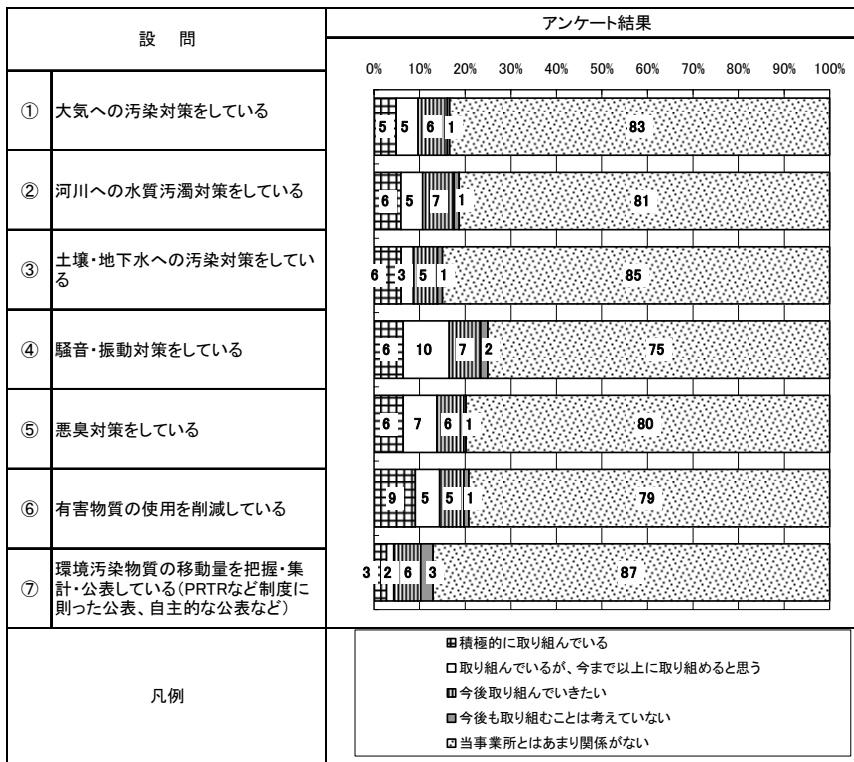 設 問
アンケート結果
0% 10% 20% 30% 40% 50% 60% 70% 80% 90% 100%
① 大気への汚染対策をしている
5 5 6 1 83
② 河川への水質汚濁対策をしている
6 5 7 1 81
③ 土壌・地下水への汚染対策をしてい
る
6 3 5 1 85
④ 騒音・振動対策をしている
6 10 7 2 75
⑤ 悪臭対策をしている
6 7 6 1 80
⑥ 有害物質の使用を削減している
9 5 5 1 79
⑦ 環境汚染物質の移動量を把握・集
計・公表している(PRTRなど制度に
則った公表、自主的な公表など)
3 2 6 3 87
凡例
積極的に取り組んでいる
取り組んでいるが、今まで以上に取り組めると思う
今後取り組んでいきたい
今後も取り組むことは考えていない
当事業所とはあまり関係がない